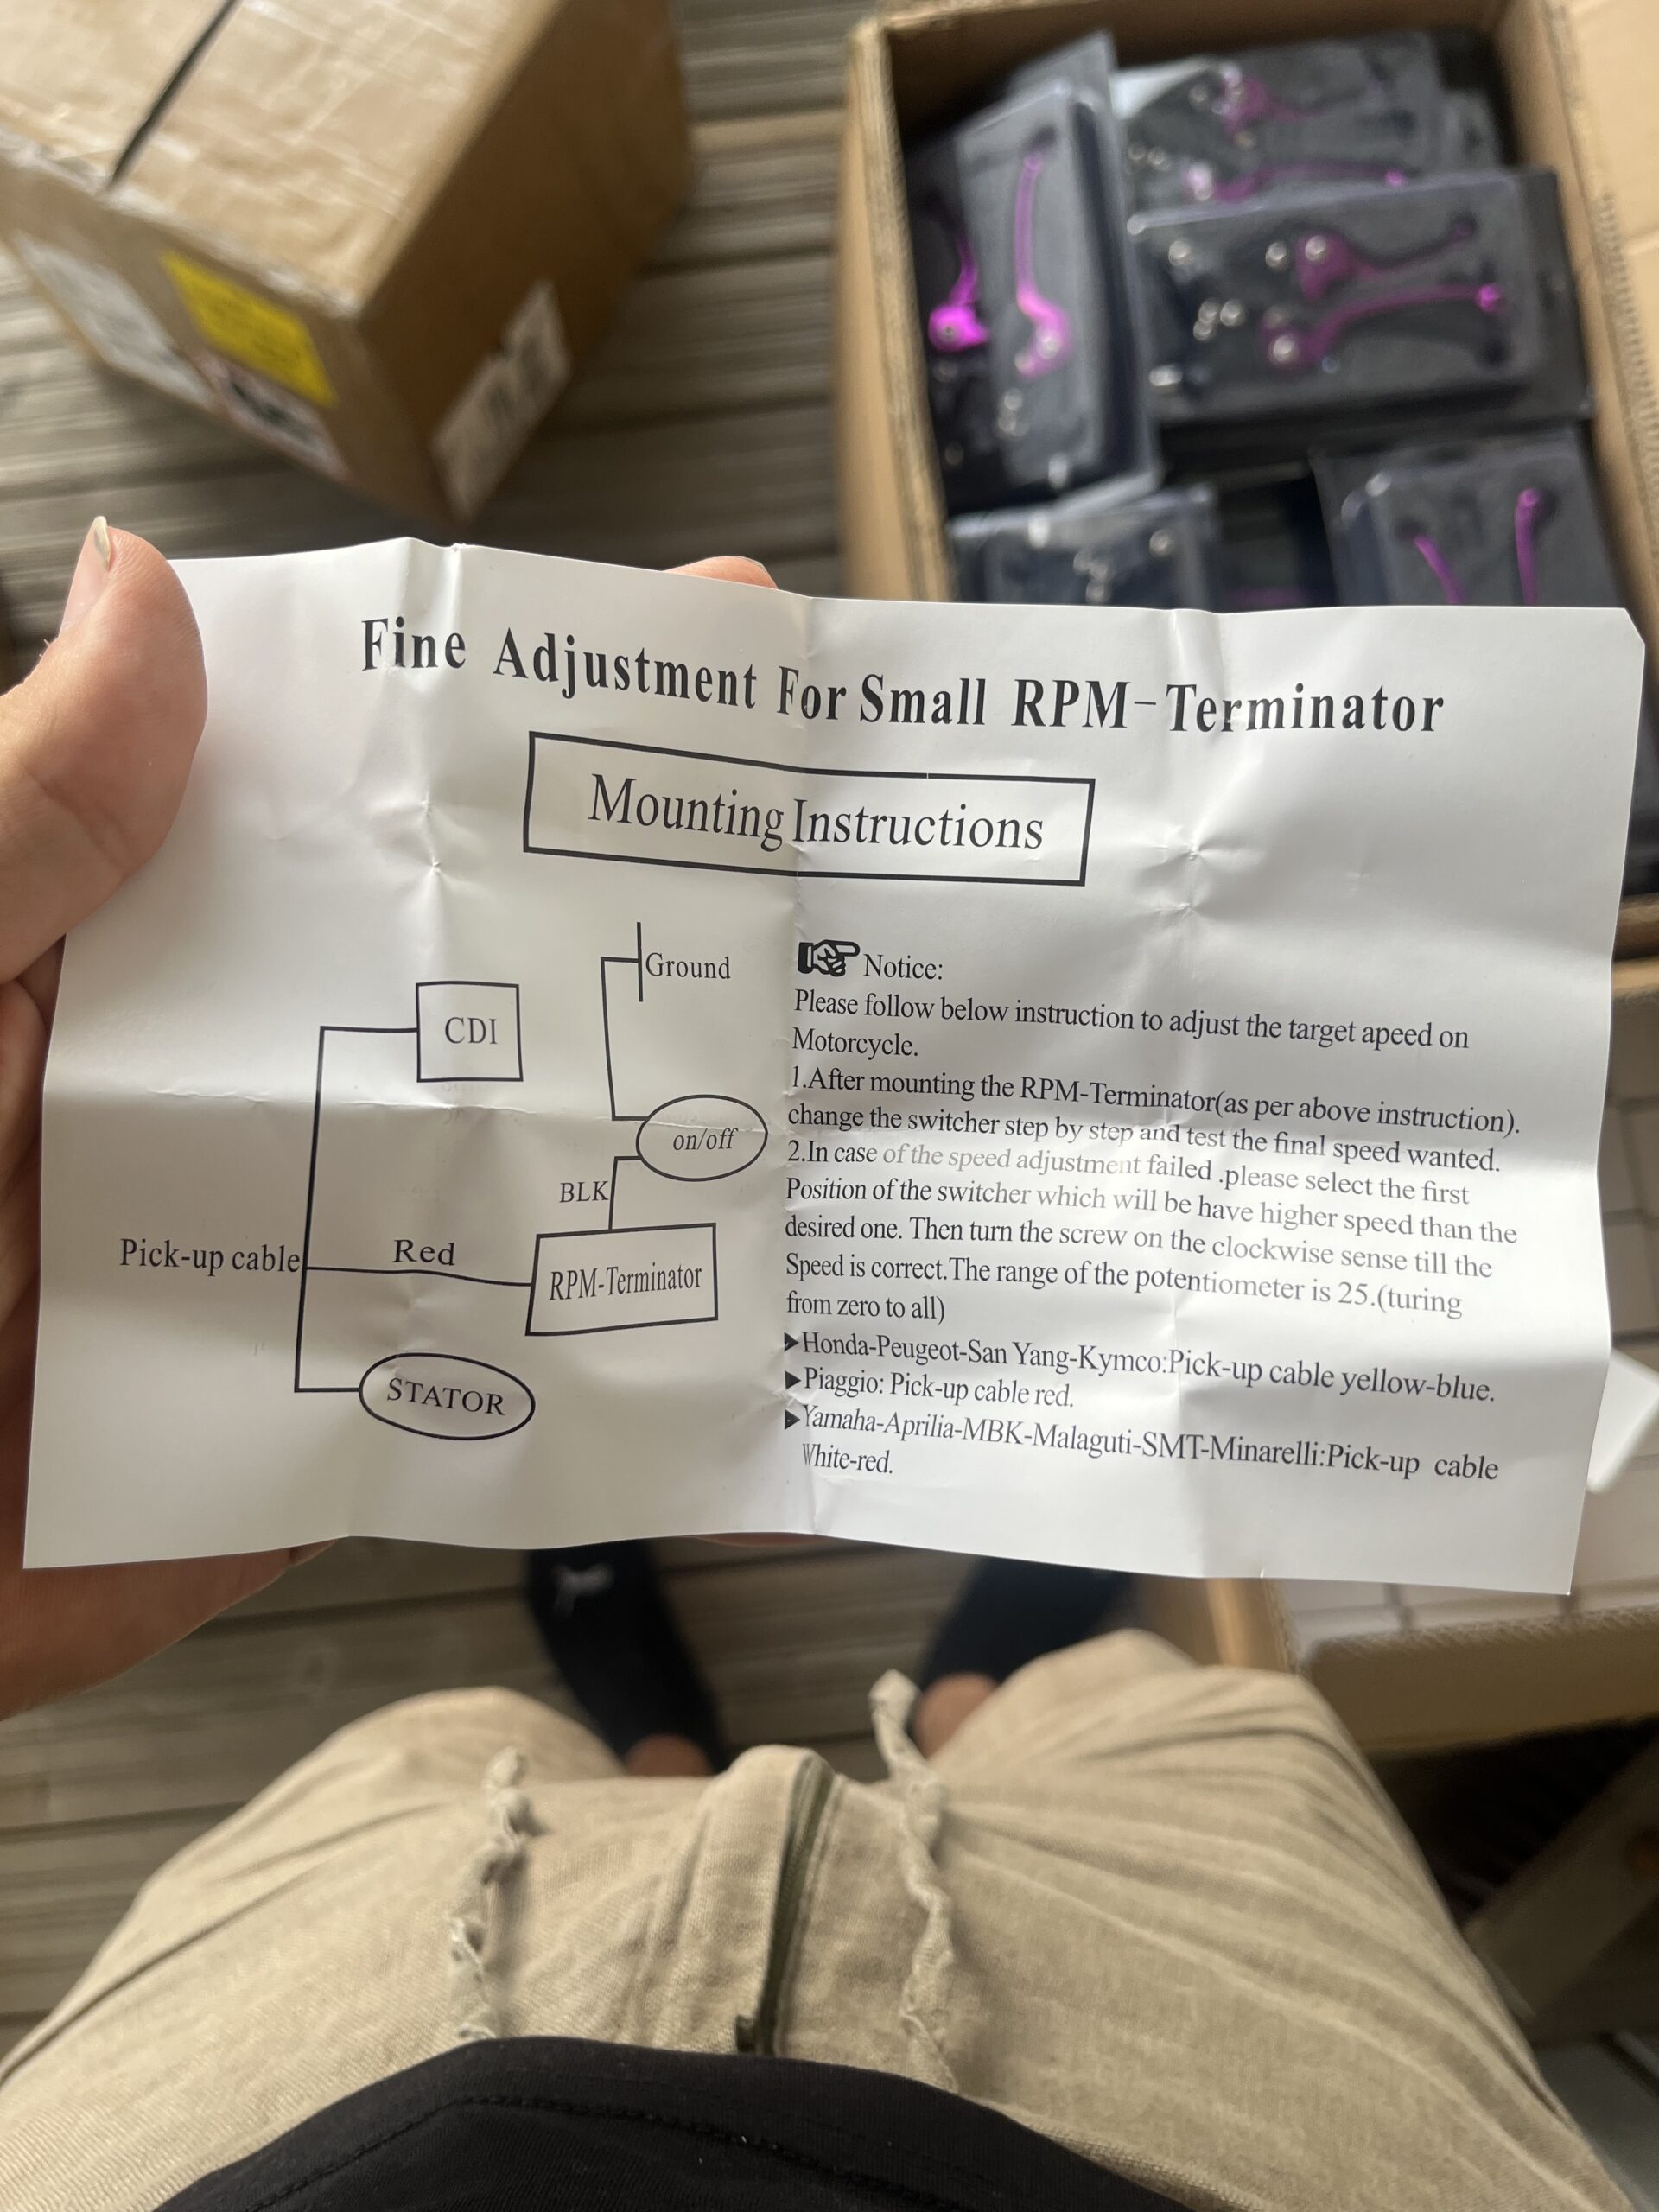 Fine Adjustment For Small RPM-Terminator
Mounting Instructions
Ground
CDI
on/off
BLK
Pick-up cable
Red
RPM-Terminator
STATOR
Notice:
Please follow below instruction to adjust the target apeed on
Motorcycle.
1.After mounting the RPM-Terminator(as per above instruction).
change the switcher step by step and test the final speed wanted.
2.In case of the speed adjustment failed .please select the first
Position of the switcher which will be have higher speed than the
desired one. Then turn the screw on the clockwise sense till the
Speed is correct.The range of the potentiometer is 25.(turing
from zero to all)
▶Honda-Peugeot-San Yang-Kymco:Pick-up cable yellow-blue.
▶Piaggio: Pick-up cable red.
▶Yamaha-Aprilia-MBK-Malaguti-SMT-Minarelli:Pick-up cable
White-red.